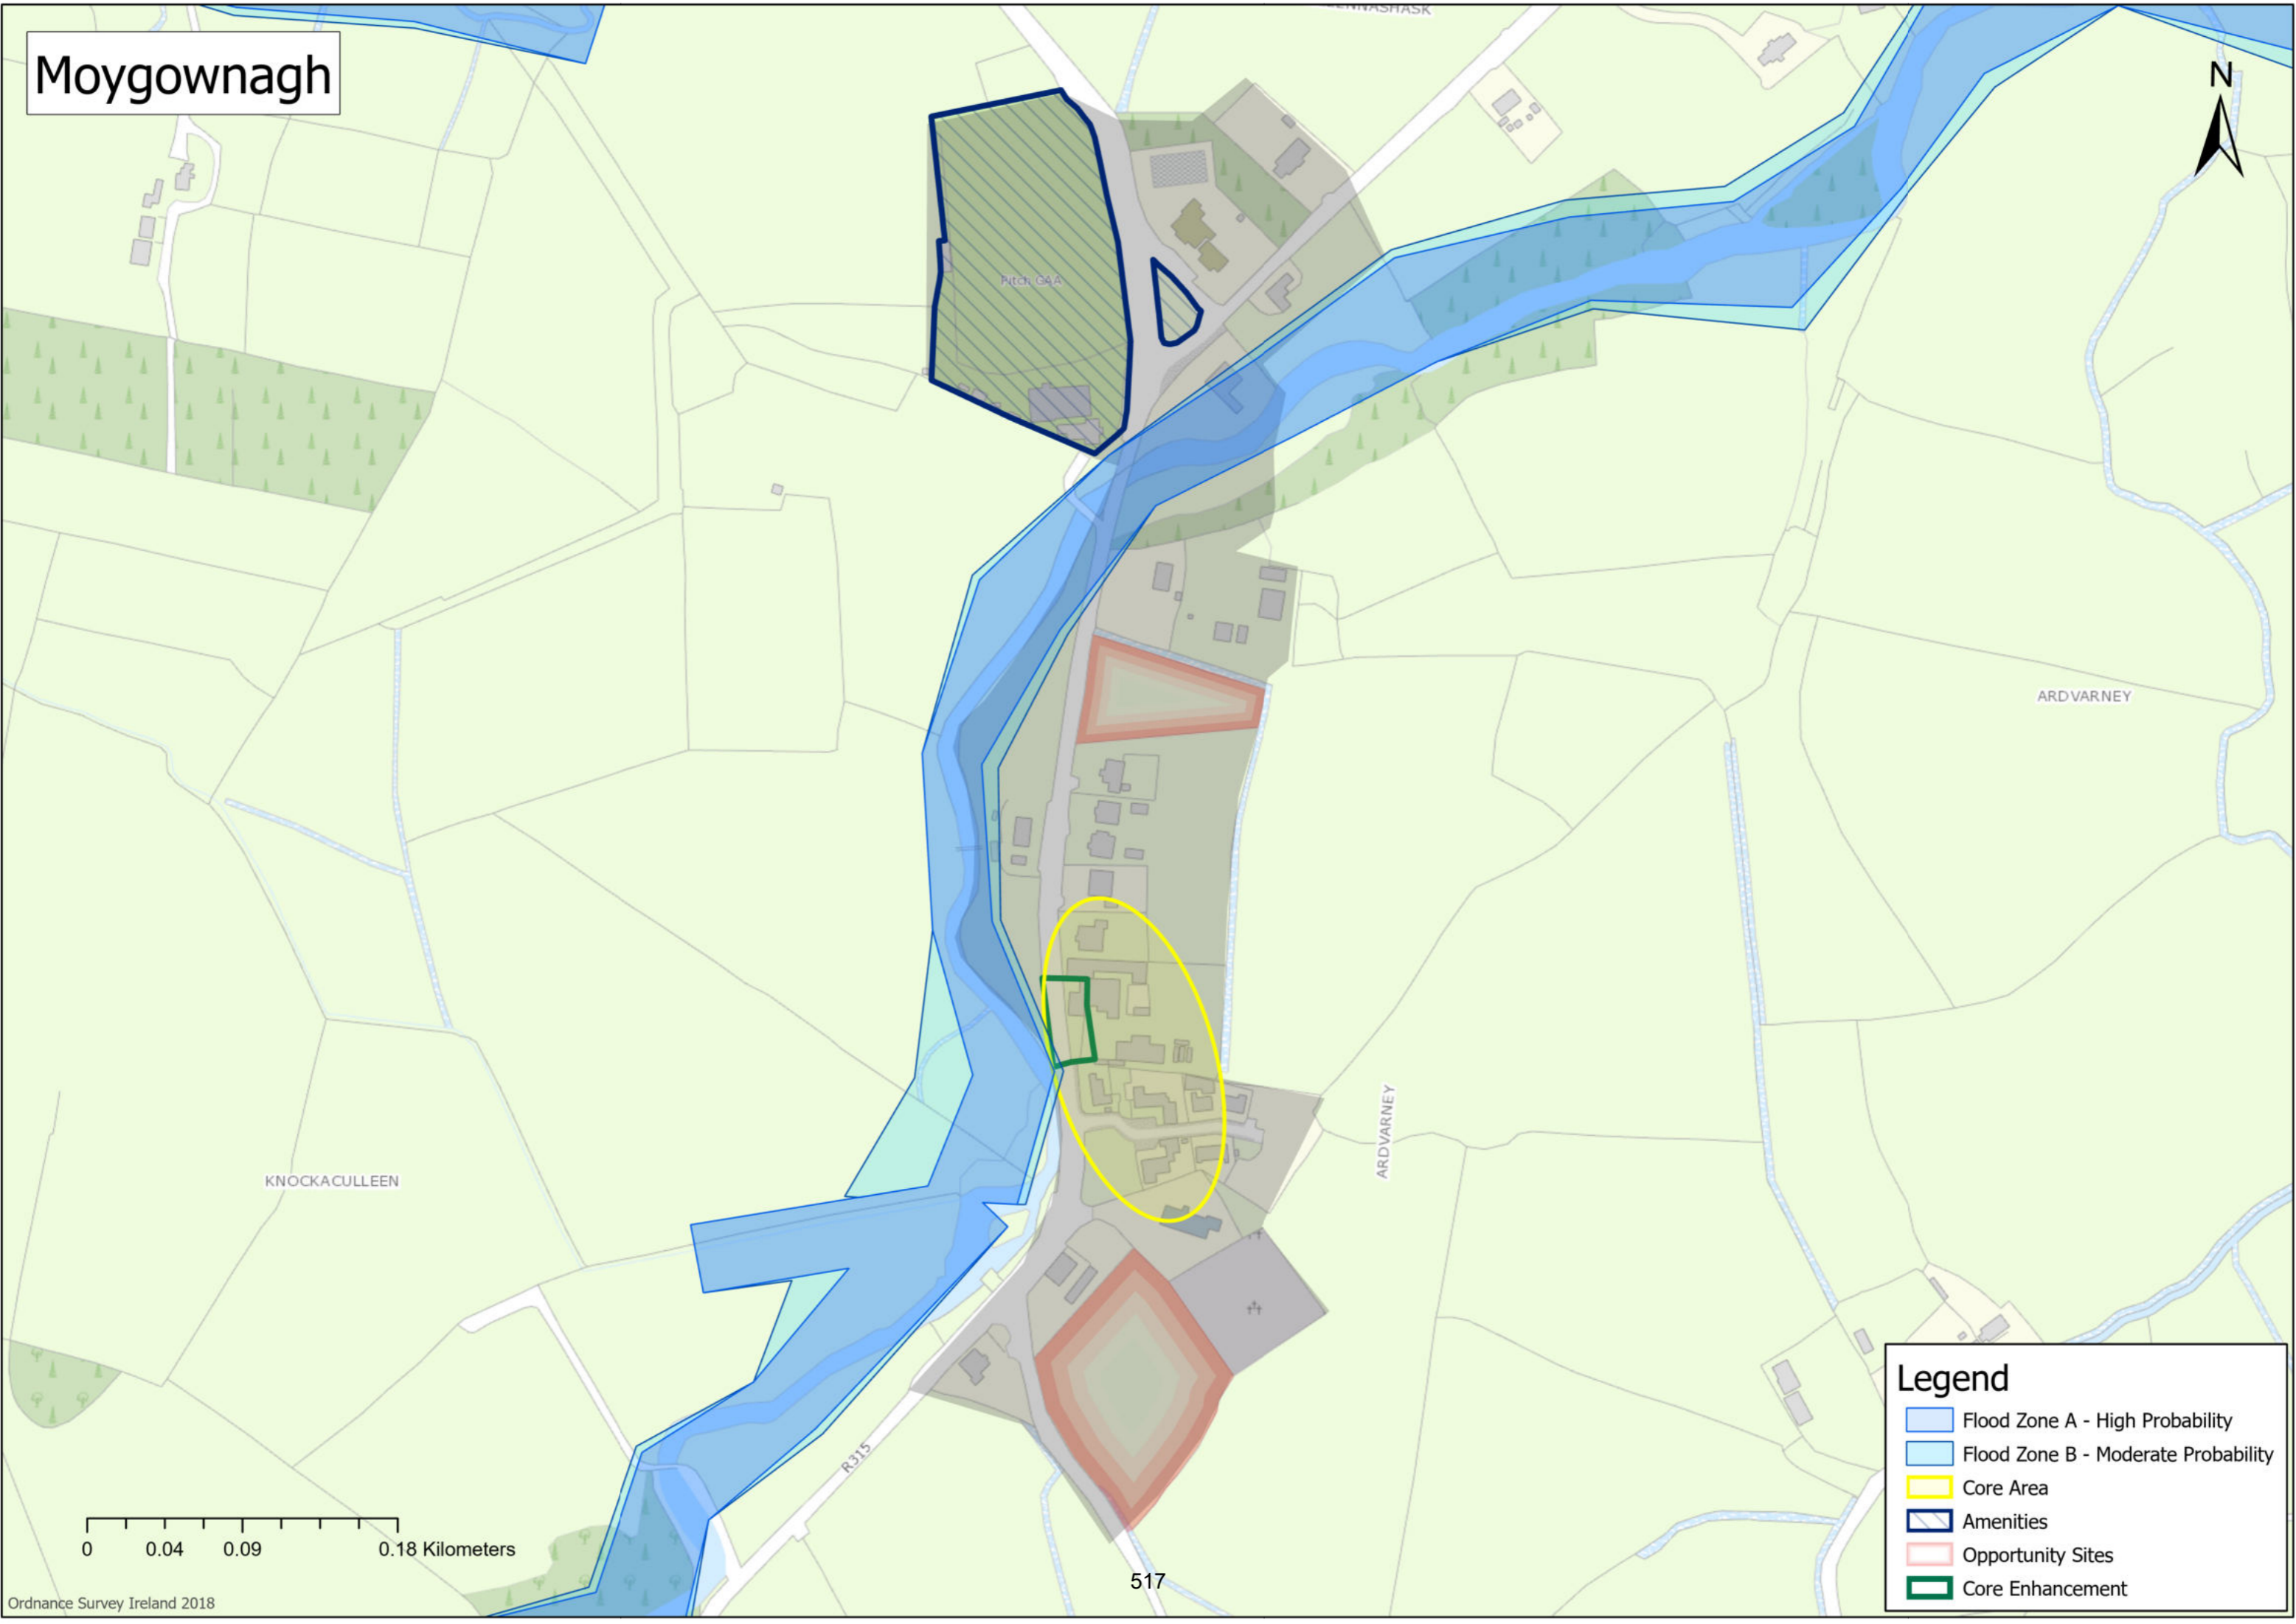 Moygownagh
N
Pitch GAA
ARDVARNEY
ARDVARNEY
KNOCKACULLEEN
R315
0 0.04 0.09 0.18 Kilometers
Ordnance Survey Ireland 2018
517
Legend
Flood Zone A - High Probability
Flood Zone B - Moderate Probability
Core Area
Amenities
Opportunity Sites
Core Enhancement